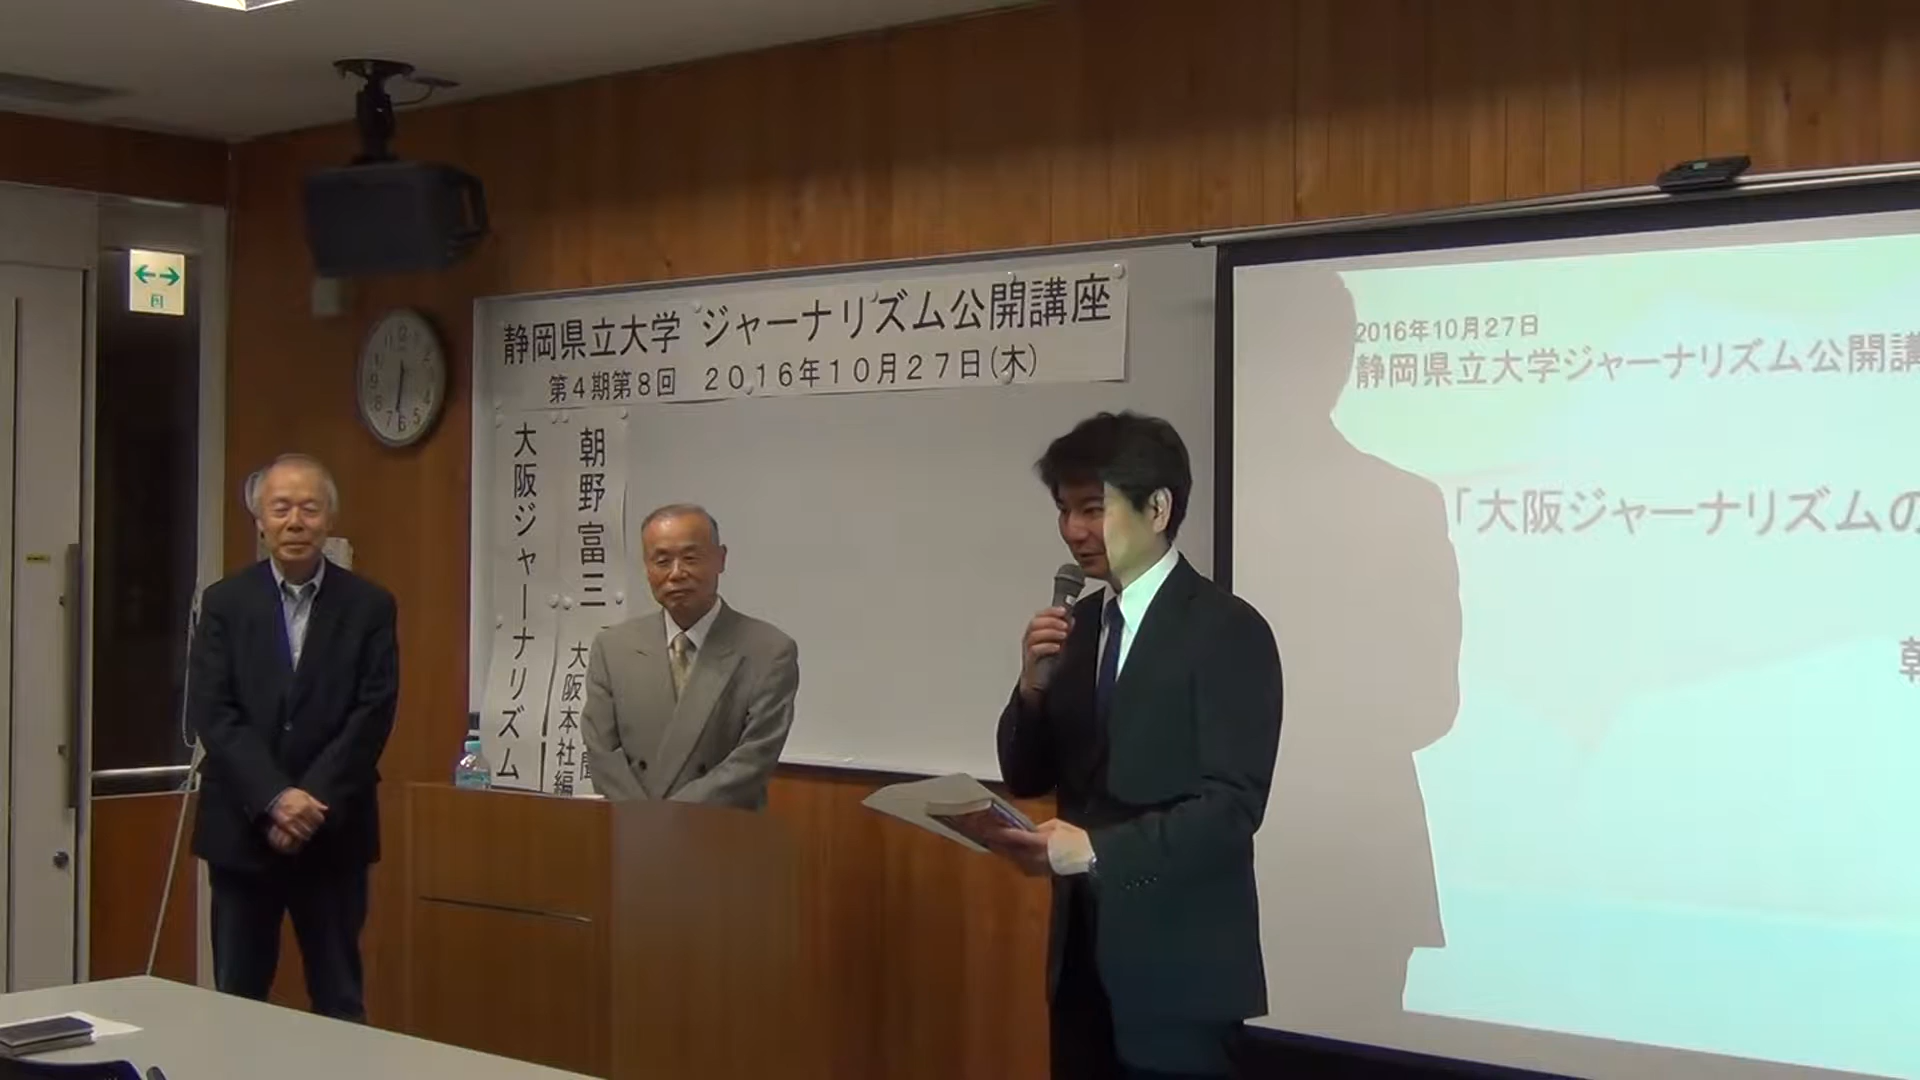 静岡県立大学 ジャーナリズム公開講座
第4期第8回 2016年10月27日(木)
大阪ジャーナリズム
朝野富三
大阪本社編
聞
2016年10月27日
静岡県立大学ジャーナリズム公開講
「大阪ジャーナリズムの
朝